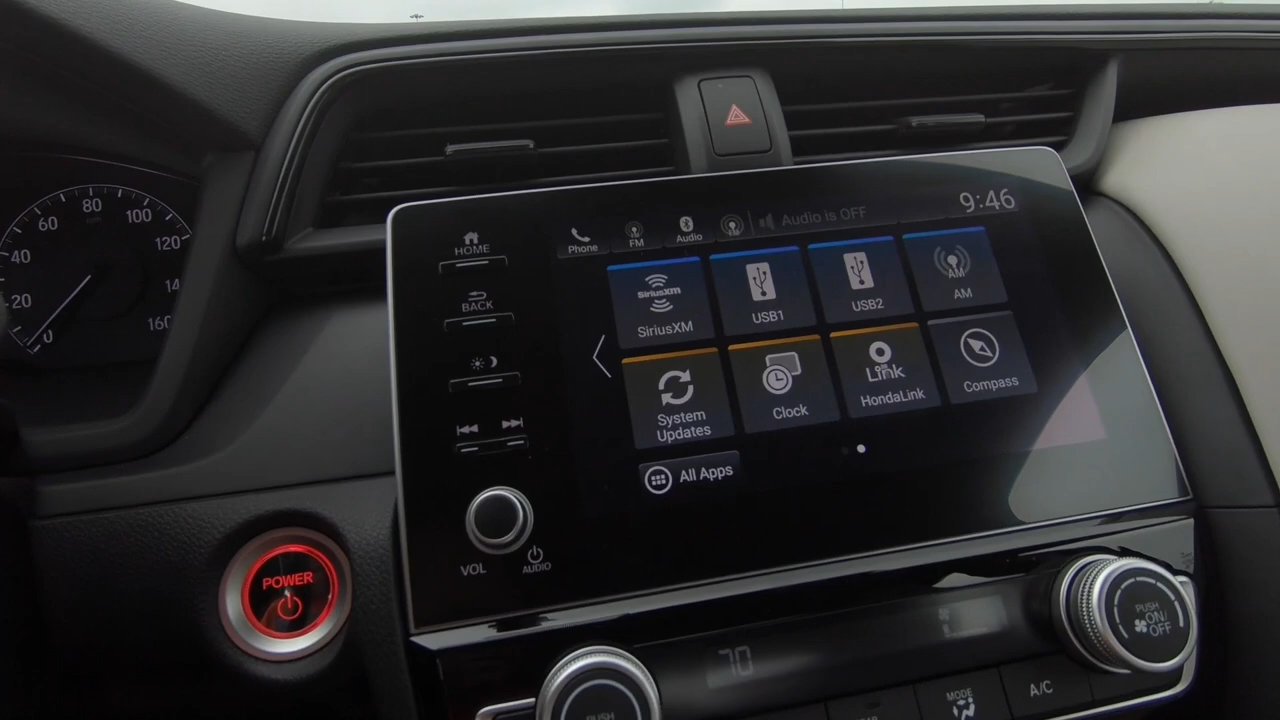 80
60
100
40
120
20
14
0
160
HOME
BACK
VOL
AUDIO
POWER
Phone
FM
Audio
Audio is OFF
9:46
SiriusXM
SiriusXM
USB1
USB2
AM
AM
System
Updates
Clock
Link
HondaLink
Compass
All Apps
70
PUSH
ON/
OFF
PUSH
MODE
A/C